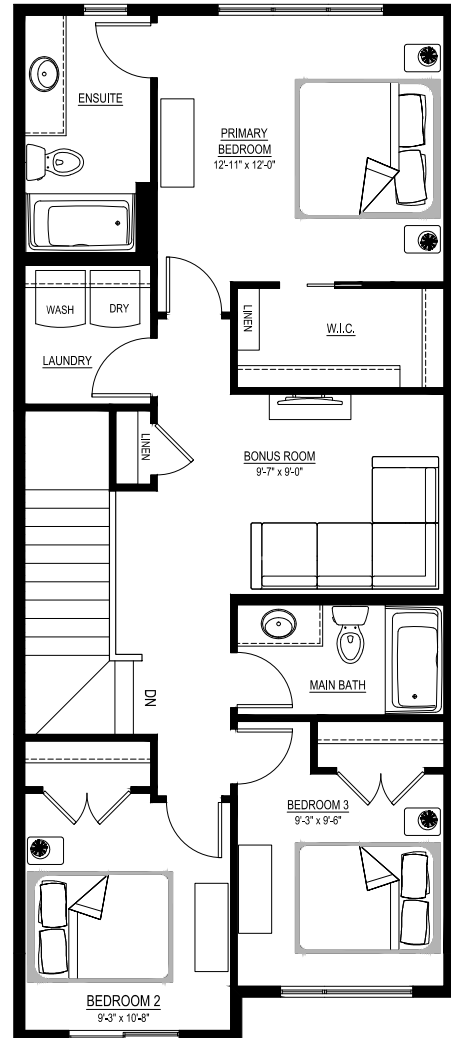 ENSUITE
PRIMARY
BEDROOM
12'-11" x 12'-0"
WASH
DRY
LINEN
W.I.C.
LAUNDRY
LINEN
BONUS ROOM
9'-7" x 9'-0"
MAIN BATH
DN
BEDROOM 3
9'-3" x 9'-6"
BEDROOM 2
9'-3" x 10'-8"